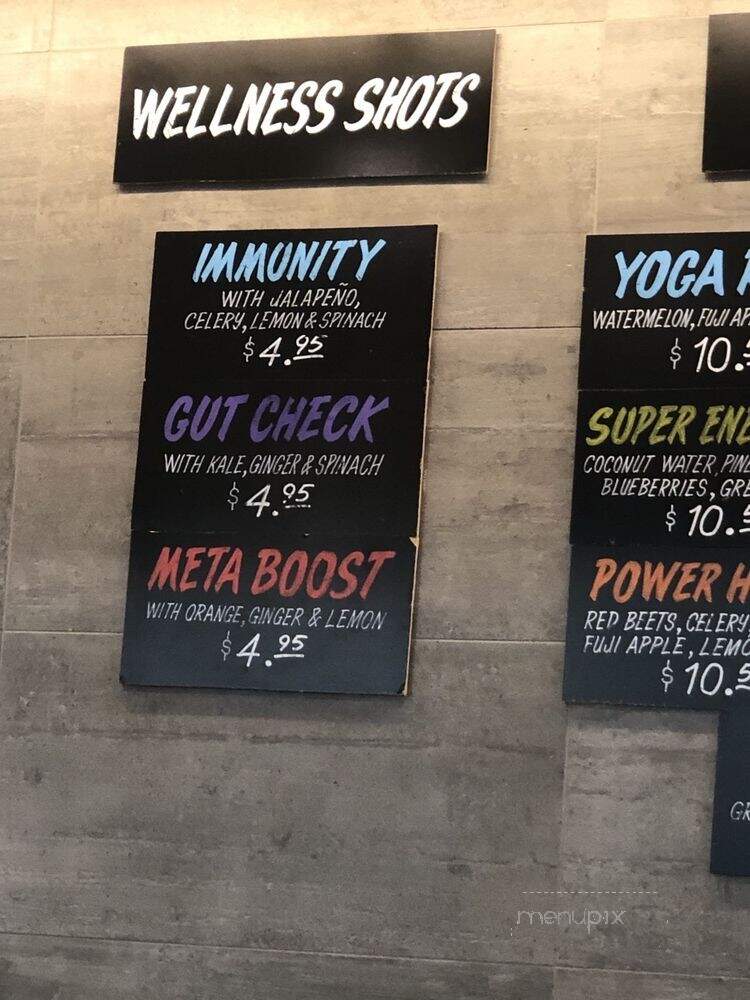 WELLNESS SHOTS
IMMUNITY
WITH JALAPEÑO,
CELERY, LEMON & SPINACH
$4.95
GUT CHECK
WITH KALE, GINGER & SPINACH
$4.95
META BOOST
WITH ORANGE, GINGER & LEMON
$4.95
YOGA
WATERMELON, FUJI
$10.
SUPER
COCONUT WATER,
BLUEBERRIES,
$10.
POWER
RED BEETS, CELERY,
FUJI APPLE,
$10.
menupix